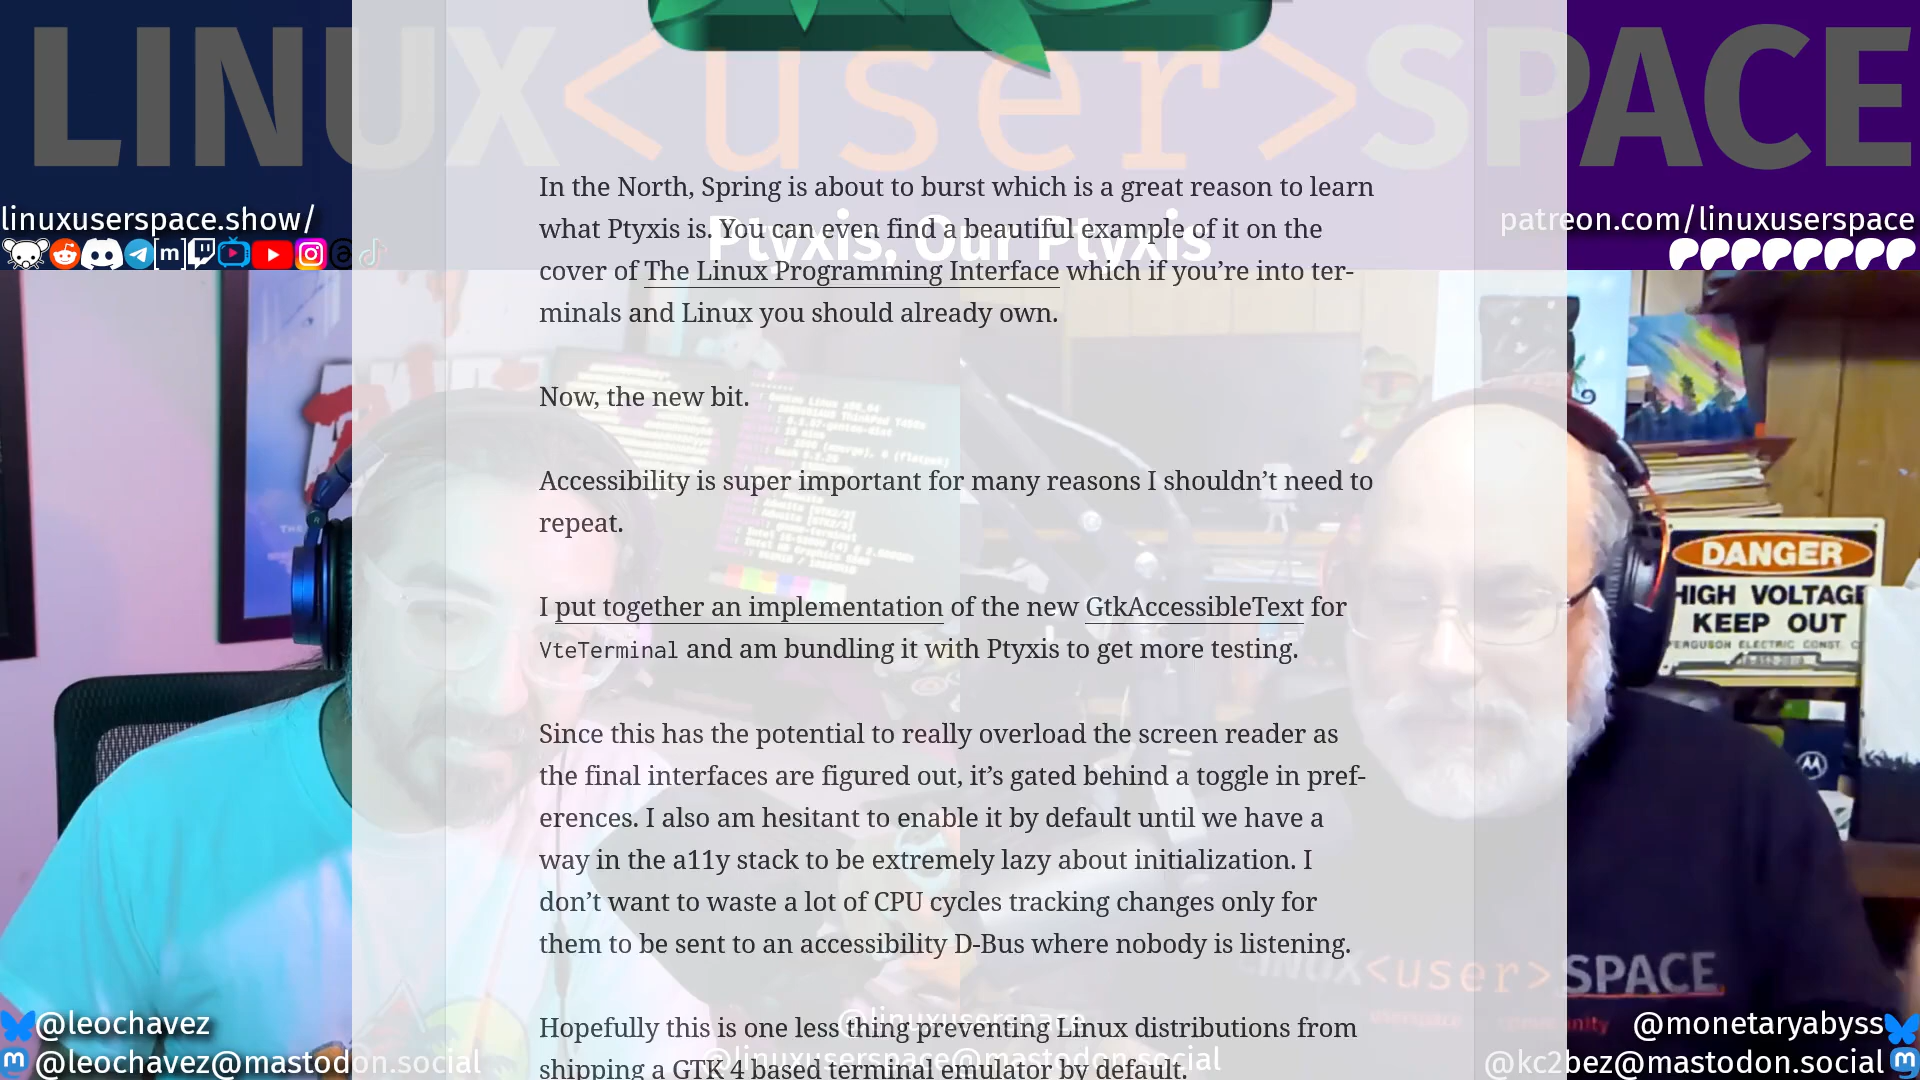 LINUX<user>SPACE
linuxuserspace.show/
patreon.com/linuxuserspace
Ptyxis, Our Ptyxis
In the North, Spring is about to burst which is a great reason to learn
what Ptyxis is. You can even find a beautiful example of it on the
cover of The Linux Programming Interface which if you’re into ter-
minals and Linux you should already own.
Now, the new bit.
Accessibility is super important for many reasons I shouldn’t need to
repeat.
I put together an implementation of the new GtkAccessibleText for
VteTerminal and am bundling it with Ptyxis to get more testing.
Since this has the potential to really overload the screen reader as
the final interfaces are figured out, it’s gated behind a toggle in pref-
erences. I also am hesitant to enable it by default until we have a
way in the a11y stack to be extremely lazy about initialization. I
don’t want to waste a lot of CPU cycles tracking changes only for
them to be sent to an accessibility D-Bus where nobody is listening.
Hopefully this is one less thing preventing Linux distributions from
shipping a GTK 4 based terminal emulator by default.
DANGER
HIGH VOLTAGE
KEEP OUT
FERGUSON ELECTRIC CONST. C
LINUX<user>SPACE
@leochavez
@leochavez@mastodon.social
@linuxuserspace
@linuxuserspace@mastodon.social
@monetaryabyss
@kc2bez@mastodon.social